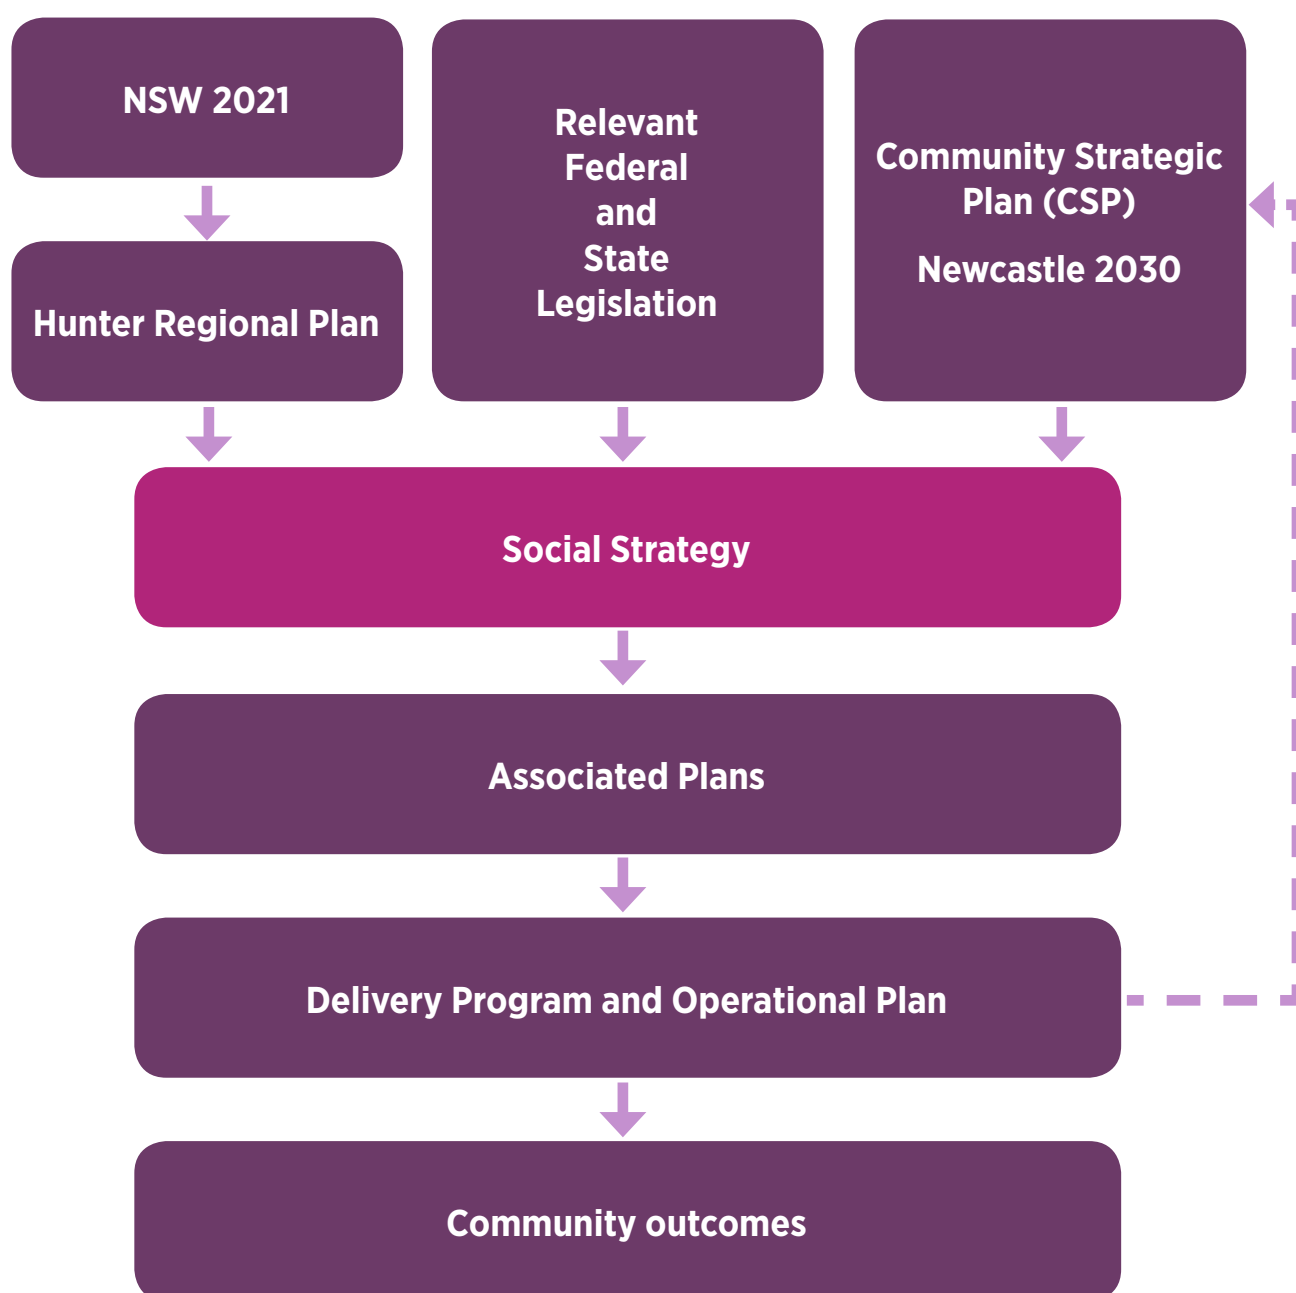 NSW 2021
Hunter Regional Plan
Relevant
Federal
and
State
Legislation
Community Strategic
Plan (CSP)
Newcastle 2030
Social Strategy
Associated Plans
Delivery Program and Operational Plan
Community outcomes